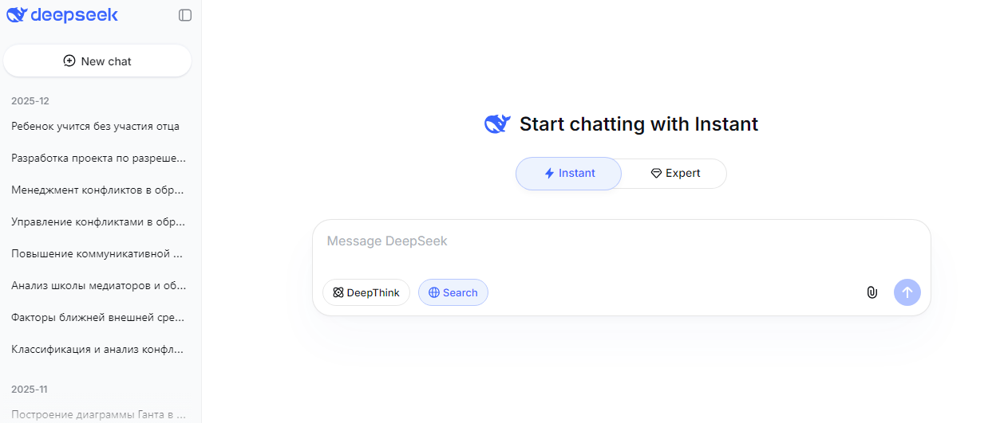 deepseek
New chat
2025-12
Ребенок учится без участия отца
Разработка проекта по разреше...
Менеджмент конфликтов в обр...
Управление конфликтами в обр...
Повышение коммуникативной ...
Анализ школы медиаторов и об...
Факторы ближней внешней сре...
Классификация и анализ конфл...
2025-11
Построение диаграммы Ганта в ...
Start chatting with Instant
Instant
Expert
Message DeepSeek
DeepThink
Search